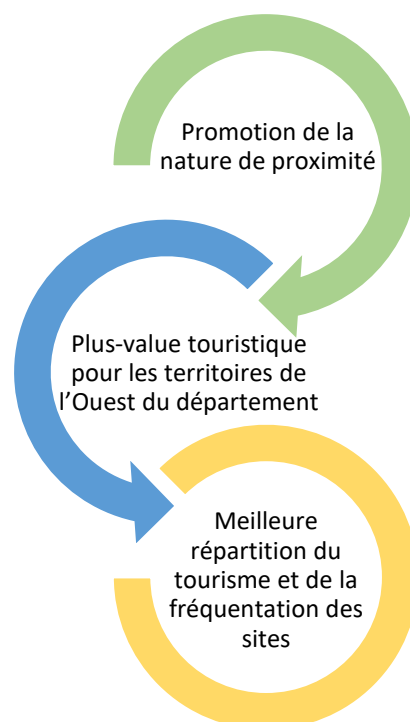 Promotion de la
nature de proximité
Plus-value touristique
pour les territoires de
l’Ouest du département
Meilleure
répartition du
tourisme et de la
fréquentation des
sites